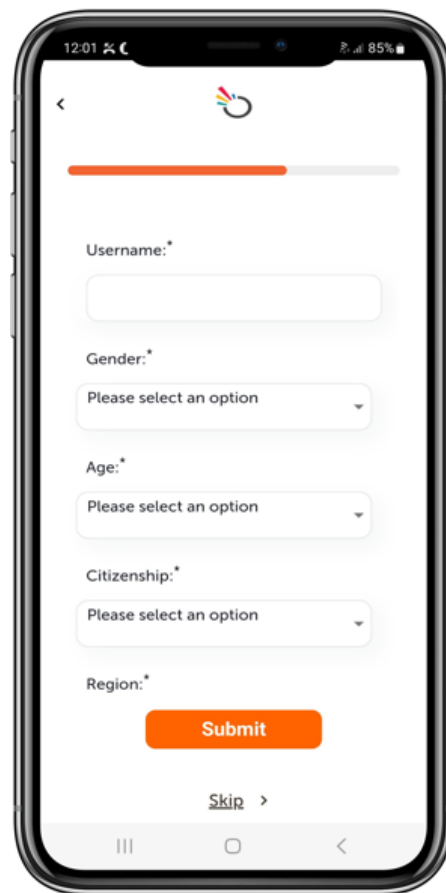 12:01 85%
Username:*
Gender:*
Please select an option
Age:*
Please select an option
Citizenship:*
Please select an option
Region:*
Submit
Skip >